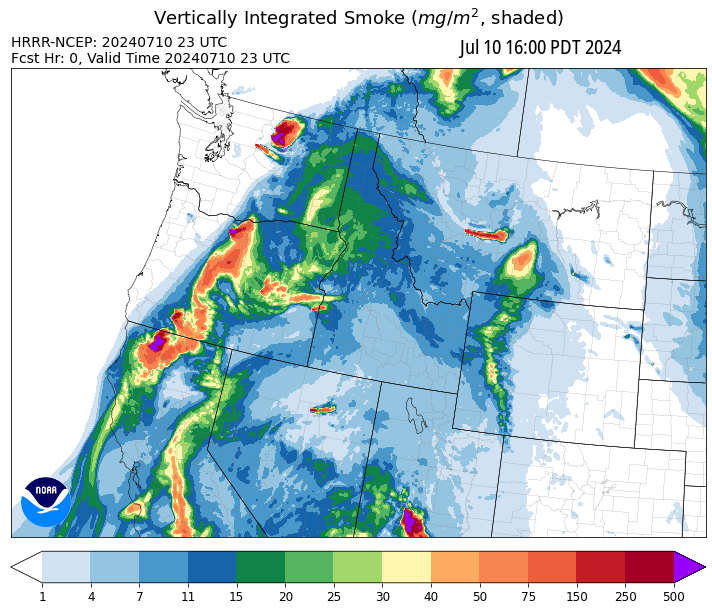 Vertically Integrated Smoke (mg/m², shaded)
HRRR-NCEP: 20240710 23 UTC
Jul 10 16:00 PDT 2024
Fcst Hr: 0, Valid Time 20240710 23 UTC
NOAA
1 4 7 11 15 20 25 30 40 50 75 150 250 500